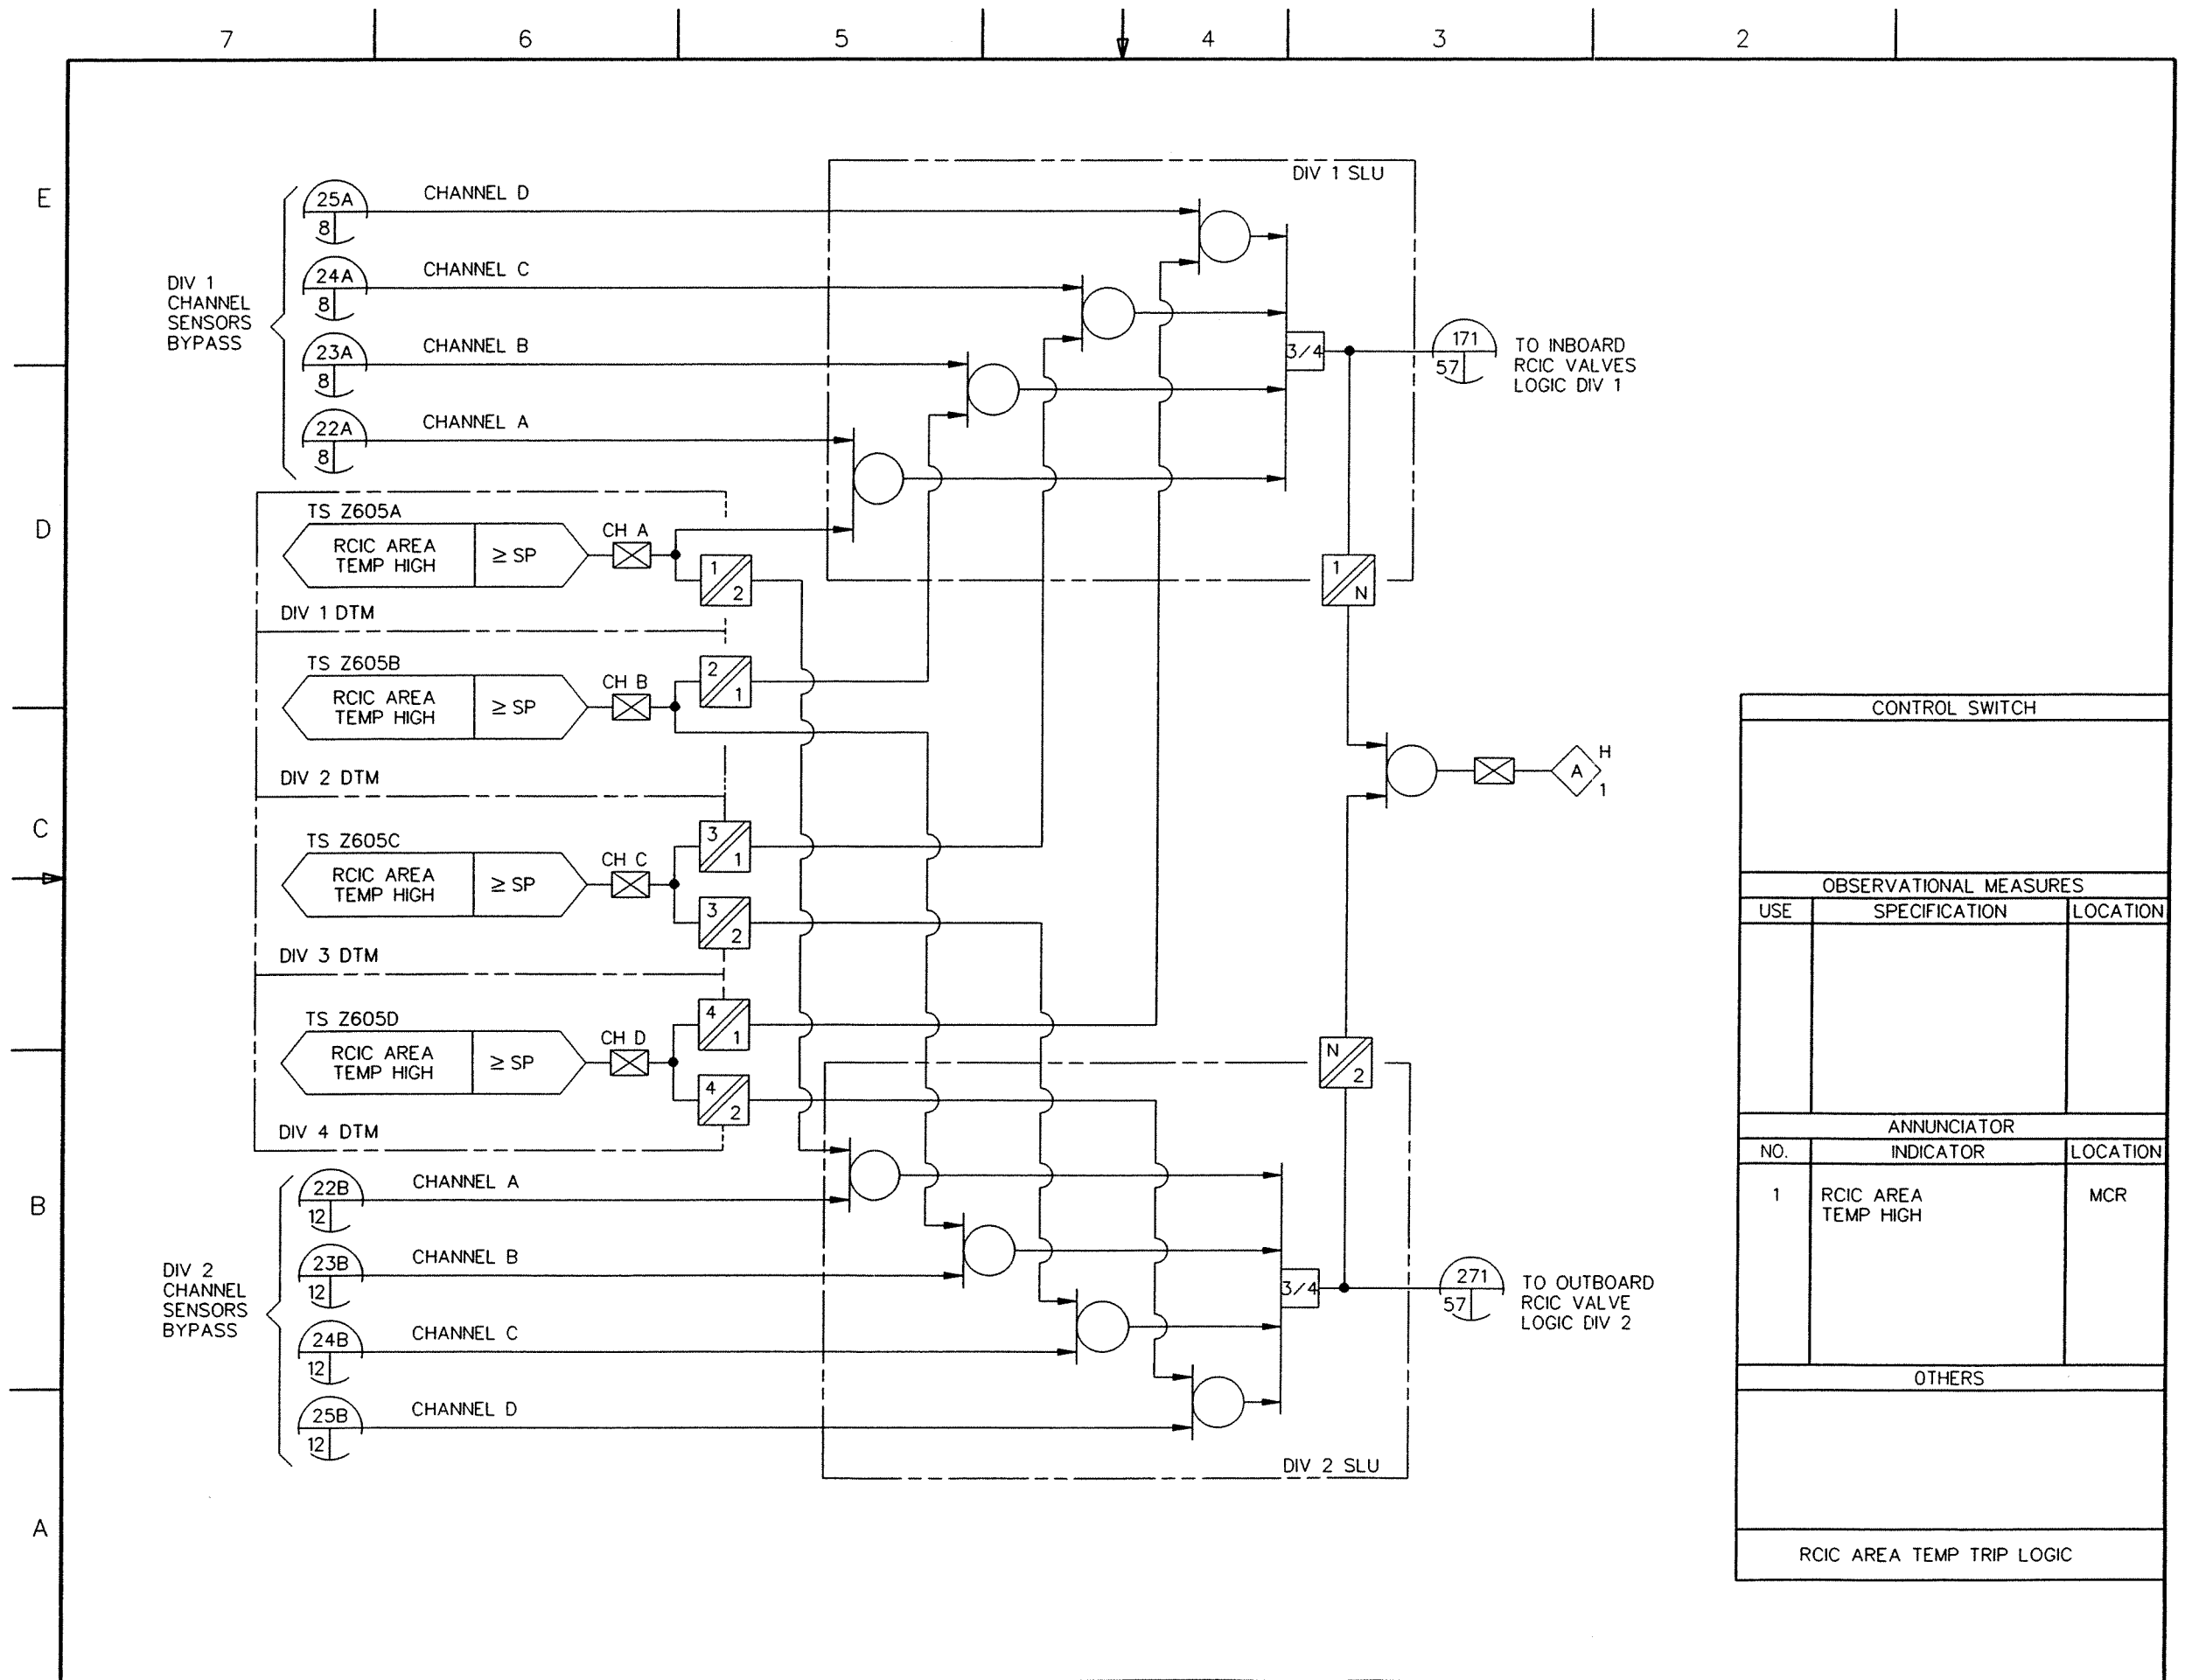 7 6 5 4 3 2
E
D
C
B
A
DIV 1 SLU
25A
8
CHANNEL D
24A
8
CHANNEL C
23A
8
CHANNEL B
22A
8
CHANNEL A
DIV 1
CHANNEL
SENSORS
BYPASS
3/4
171
57
TO INBOARD
RCIC VALVES
LOGIC DIV 1
TS Z605A
RCIC AREA
TEMP HIGH
≥ SP
CH A
1
2
DIV 1 DTM
1
N
TS Z605B
RCIC AREA
TEMP HIGH
≥ SP
CH B
2
1
DIV 2 DTM
A
H
1
TS Z605C
RCIC AREA
TEMP HIGH
≥ SP
CH C
3
1
3
2
DIV 3 DTM
TS Z605D
RCIC AREA
TEMP HIGH
≥ SP
CH D
4
1
4
2
DIV 4 DTM
N
2
22B
12
CHANNEL A
23B
12
CHANNEL B
24B
12
CHANNEL C
25B
12
CHANNEL D
DIV 2
CHANNEL
SENSORS
BYPASS
3/4
271
57
TO OUTBOARD
RCIC VALVE
LOGIC DIV 2
DIV 2 SLU
CONTROL SWITCH
OBSERVATIONAL MEASURES
USE SPECIFICATION LOCATION
ANNUNCIATOR
NO. INDICATOR LOCATION
1 RCIC AREA MCR
TEMP HIGH
OTHERS
RCIC AREA TEMP TRIP LOGIC